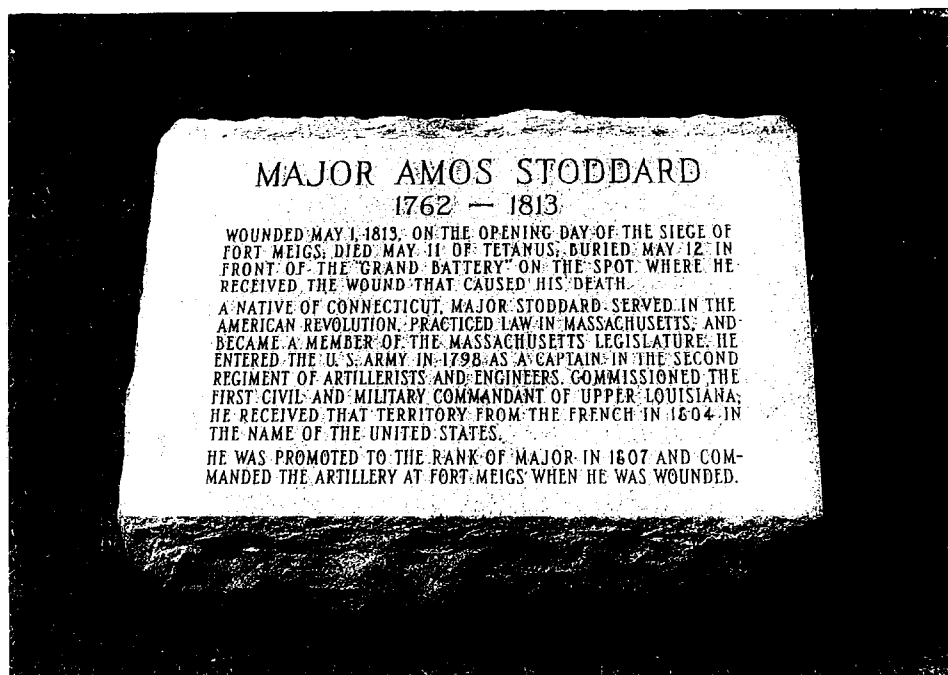 MAJOR AMOS STODDARD
1762 — 1813
WOUNDED MAY 1, 1813, ON THE OPENING DAY OF THE SIEGE OF
FORT MEIGS; DIED MAY 11 OF TETANUS; BURIED MAY 12 IN
FRONT OF THE "GRAND BATTERY" ON THE SPOT WHERE HE
RECEIVED THE WOUND THAT CAUSED HIS DEATH.
A NATIVE OF CONNECTICUT, MAJOR STODDARD SERVED IN THE
AMERICAN REVOLUTION, PRACTICED LAW IN MASSACHUSETTS, AND
BECAME A MEMBER OF THE MASSACHUSETTS LEGISLATURE. HE
ENTERED THE U. S. ARMY IN 1798 AS A CAPTAIN IN THE SECOND
REGIMENT OF ARTILLERISTS AND ENGINEERS. COMMISSIONED THE
FIRST CIVIL AND MILITARY COMMANDANT OF UPPER LOUISIANA,
HE RECEIVED THAT TERRITORY FROM THE FRENCH IN 1804 IN
THE NAME OF THE UNITED STATES.
HE WAS PROMOTED TO THE RANK OF MAJOR IN 1807 AND COM-
MANDED THE ARTILLERY AT FORT MEIGS WHEN HE WAS WOUNDED.